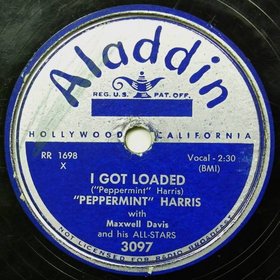 Aladdin
REG. U.S. PAT. OFF.
HOLLYWOOD CALIFORNIA
RR 1698
X
Vocal - 2:30
(BMI)
I GOT LOADED
("Peppermint" Harris)
"PEPPERMINT" HARRIS
with
Maxwell Davis
and his ALL-STARS
3097
NOT LICENSED FOR RADIO BROADCAST